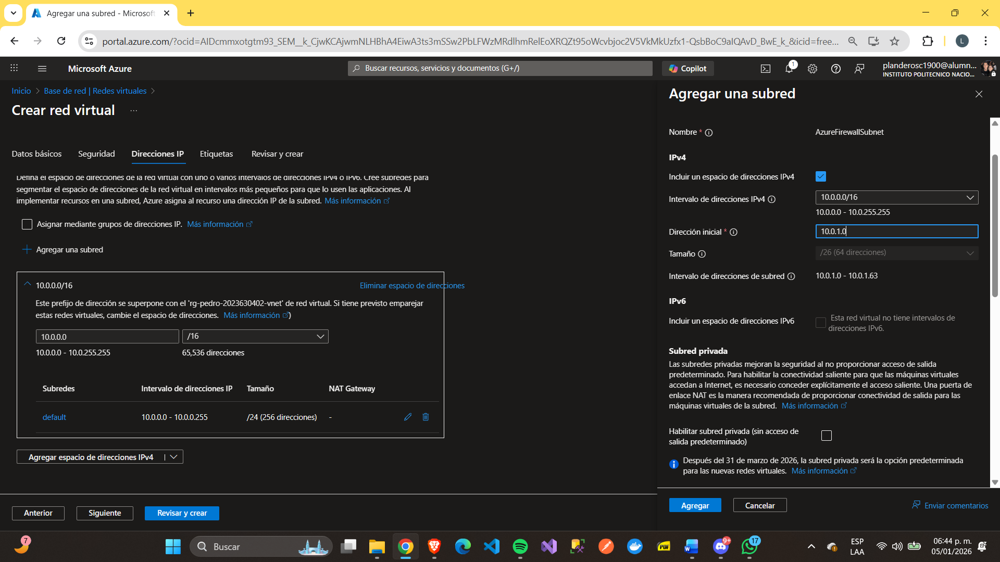 Agregar una subred - Microsoft
portal.azure.com/?ocid=AIDcmmxotgtm93_SEM__k_CjwKCAjwmNLHBhA4EiwA3ts3mSSw2PbLFWzMRdlhmRelEoXRQZt95oWcvbjoc2V5VkMkUzfx1-QsbBoC9aIQAvD_BwE_k_&icid=free...
L
Microsoft Azure
Buscar recursos, servicios y documentos (G+/)
Copilot
1
planderosc1900@alumn...
INSTITUTO POLITECNICO NACIO...
Inicio > Base de red | Redes virtuales >
Crear red virtual ...
Datos básicos
Seguridad
Direcciones IP
Etiquetas
Revisar y crear
Defina el espacio de direcciones de la red virtual con uno o varios intervalos de direcciones IPv4 o IPv6. Cree subredes para
segmentar el espacio de direcciones de la red virtual en intervalos más pequeños para que lo usen las aplicaciones. Al
implementar recursos en una subred, Azure asigna al recurso una dirección IP de la subred. Más información
Asignar mediante grupos de direcciones IP. Más información
Agregar una subred
10.0.0.0/16
Eliminar espacio de direcciones
Este prefijo de dirección se superpone con el 'rg-pedro-2023630402-vnet' de red virtual. Si tiene previsto emparejar
estas redes virtuales, cambie el espacio de direcciones. Más información )
10.0.0.0
/16
10.0.0.0 - 10.0.255.255
65,536 direcciones
Subredes
Intervalo de direcciones IP
Tamaño
NAT Gateway
default
10.0.0.0 - 10.0.0.255
/24 (256 direcciones)
-
Agregar espacio de direcciones IPv4
Anterior
Siguiente
Revisar y crear
Agregar una subred
Nombre *
AzureFirewallSubnet
IPv4
Incluir un espacio de direcciones IPv4
Intervalo de direcciones IPv4
10.0.0.0/16
10.0.0.0 - 10.0.255.255
Dirección inicial *
10.0.1.0
Tamaño
/26 (64 direcciones)
Intervalo de direcciones de subred
10.0.1.0 - 10.0.1.63
IPv6
Incluir un espacio de direcciones IPv6
Esta red virtual no tiene intervalos de
direcciones IPv6.
Subred privada
Las subredes privadas mejoran la seguridad al no proporcionar acceso de salida
predeterminado. Para habilitar la conectividad saliente para que las máquinas virtuales
accedan a Internet, es necesario conceder explícitamente el acceso saliente. Una puerta de
enlace NAT es la manera recomendada de proporcionar conectividad de salida para las
máquinas virtuales de la subred. Más información
Habilitar subred privada (sin acceso de
salida predeterminado)
Después del 31 de marzo de 2026, la subred privada será la opción predeterminada
para las nuevas redes virtuales. Más información
Agregar
Cancelar
Enviar comentarios
7
Buscar
PDF
9+
17
ESP
LAA
06:44 p. m.
05/01/2026